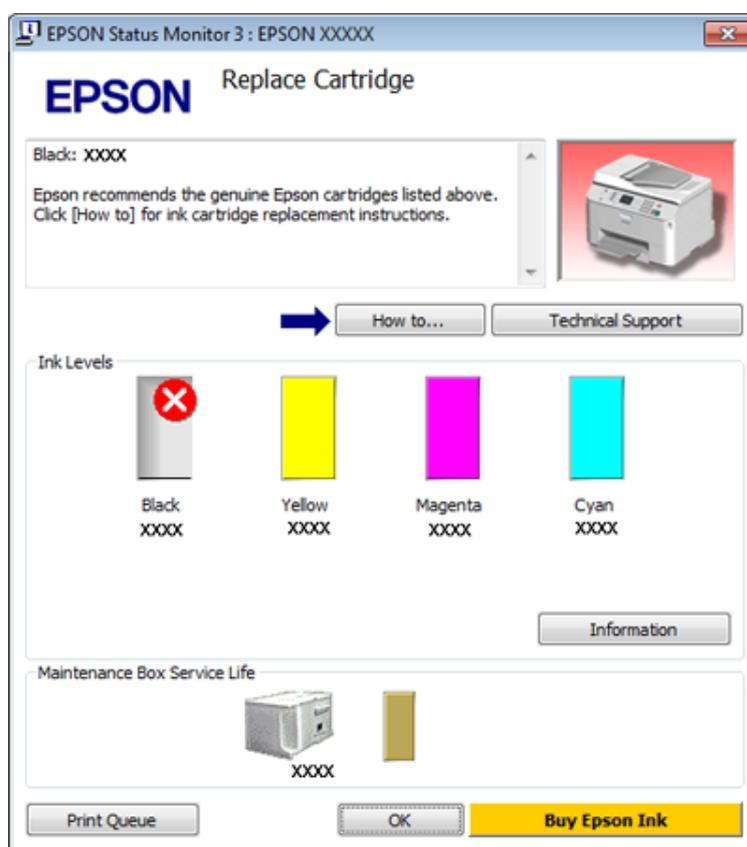 EPSON Status Monitor 3 : EPSON XXXXX
EPSON
Replace Cartridge
Black: XXXX
Epson recommends the genuine Epson cartridges listed above.
Click [How to] for ink cartridge replacement instructions.
How to...
Technical Support
Ink Levels
Black
Yellow
Magenta
Cyan
XXXX
XXXX
XXXX
XXXX
Information
Maintenance Box Service Life
XXXX
Print Queue
OK
Buy Epson Ink